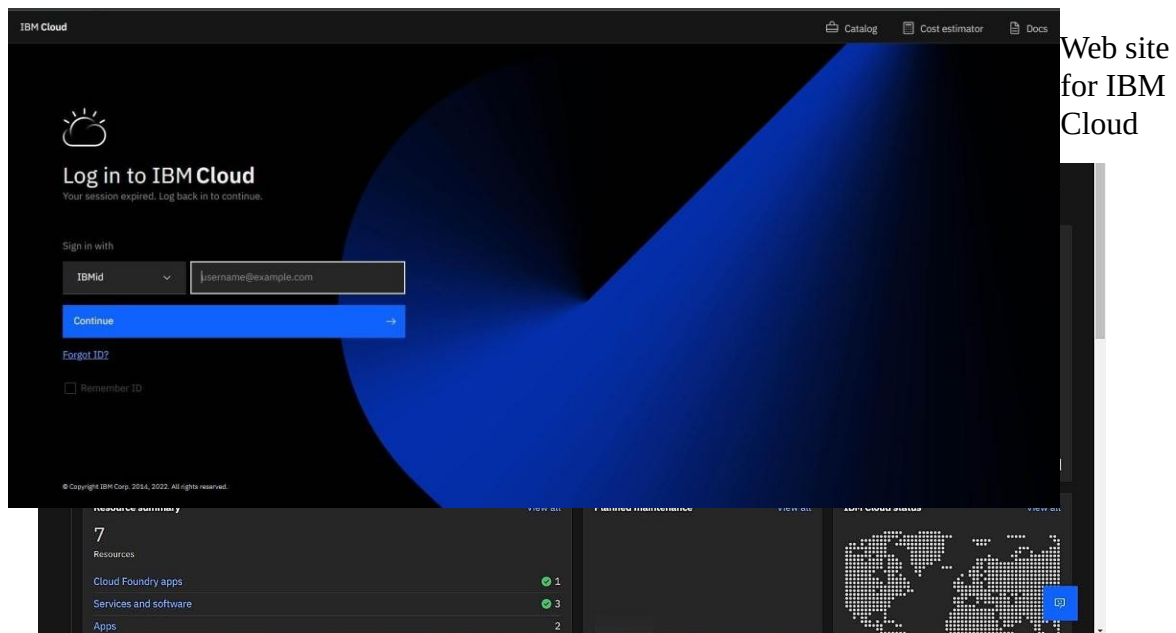 IBM Cloud
Catalog Cost estimator Docs
Web site
for IBM
Cloud
Log in to IBM Cloud
Your session expired. Log back in to continue.
Sign in with
IBMid username@example.com
Continue
Forgot ID?
Remember ID
© Copyright IBM Corp. 2014, 2022. All rights reserved.
Resource summary View all Planned maintenance View all IBM Cloud status View all
7
Resources
Cloud Foundry apps 1
Services and software 3
Apps 2